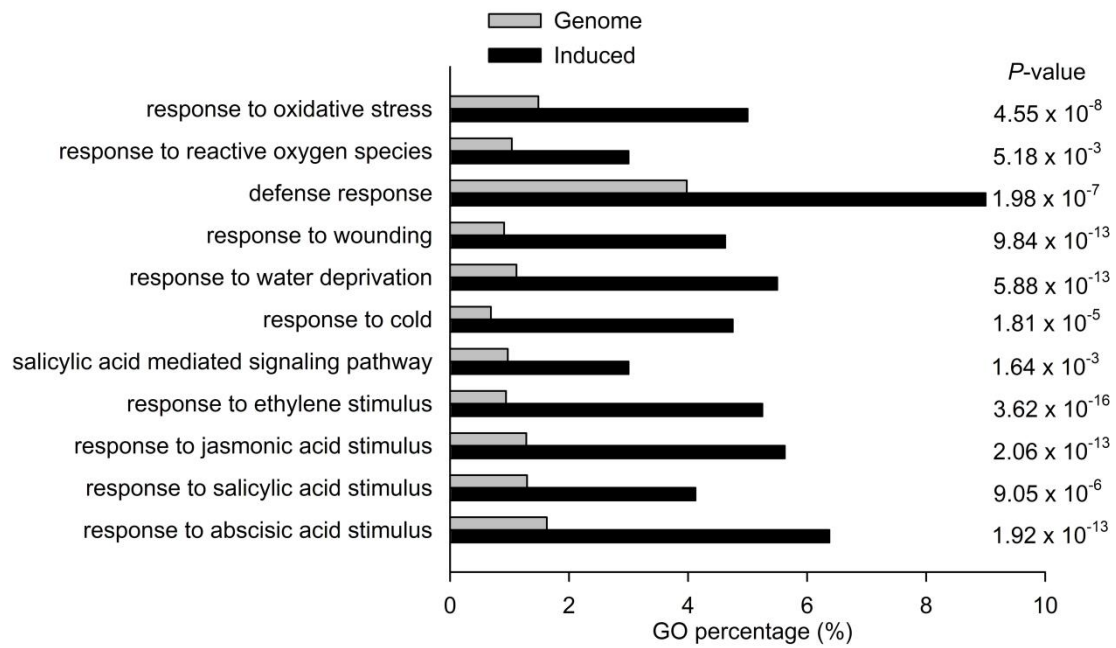 Genome
Induced
P-value
response to oxidative stress 4.55 x 10⁻⁸
response to reactive oxygen species 5.18 x 10⁻³
defense response 1.98 x 10⁻⁷
response to wounding 9.84 x 10⁻¹³
response to water deprivation 5.88 x 10⁻¹³
response to cold 1.81 x 10⁻⁵
salicylic acid mediated signaling pathway 1.64 x 10⁻³
response to ethylene stimulus 3.62 x 10⁻¹⁶
response to jasmonic acid stimulus 2.06 x 10⁻¹³
response to salicylic acid stimulus 9.05 x 10⁻⁶
response to abscisic acid stimulus 1.92 x 10⁻¹³
0 2 4 6 8 10
GO percentage (%)